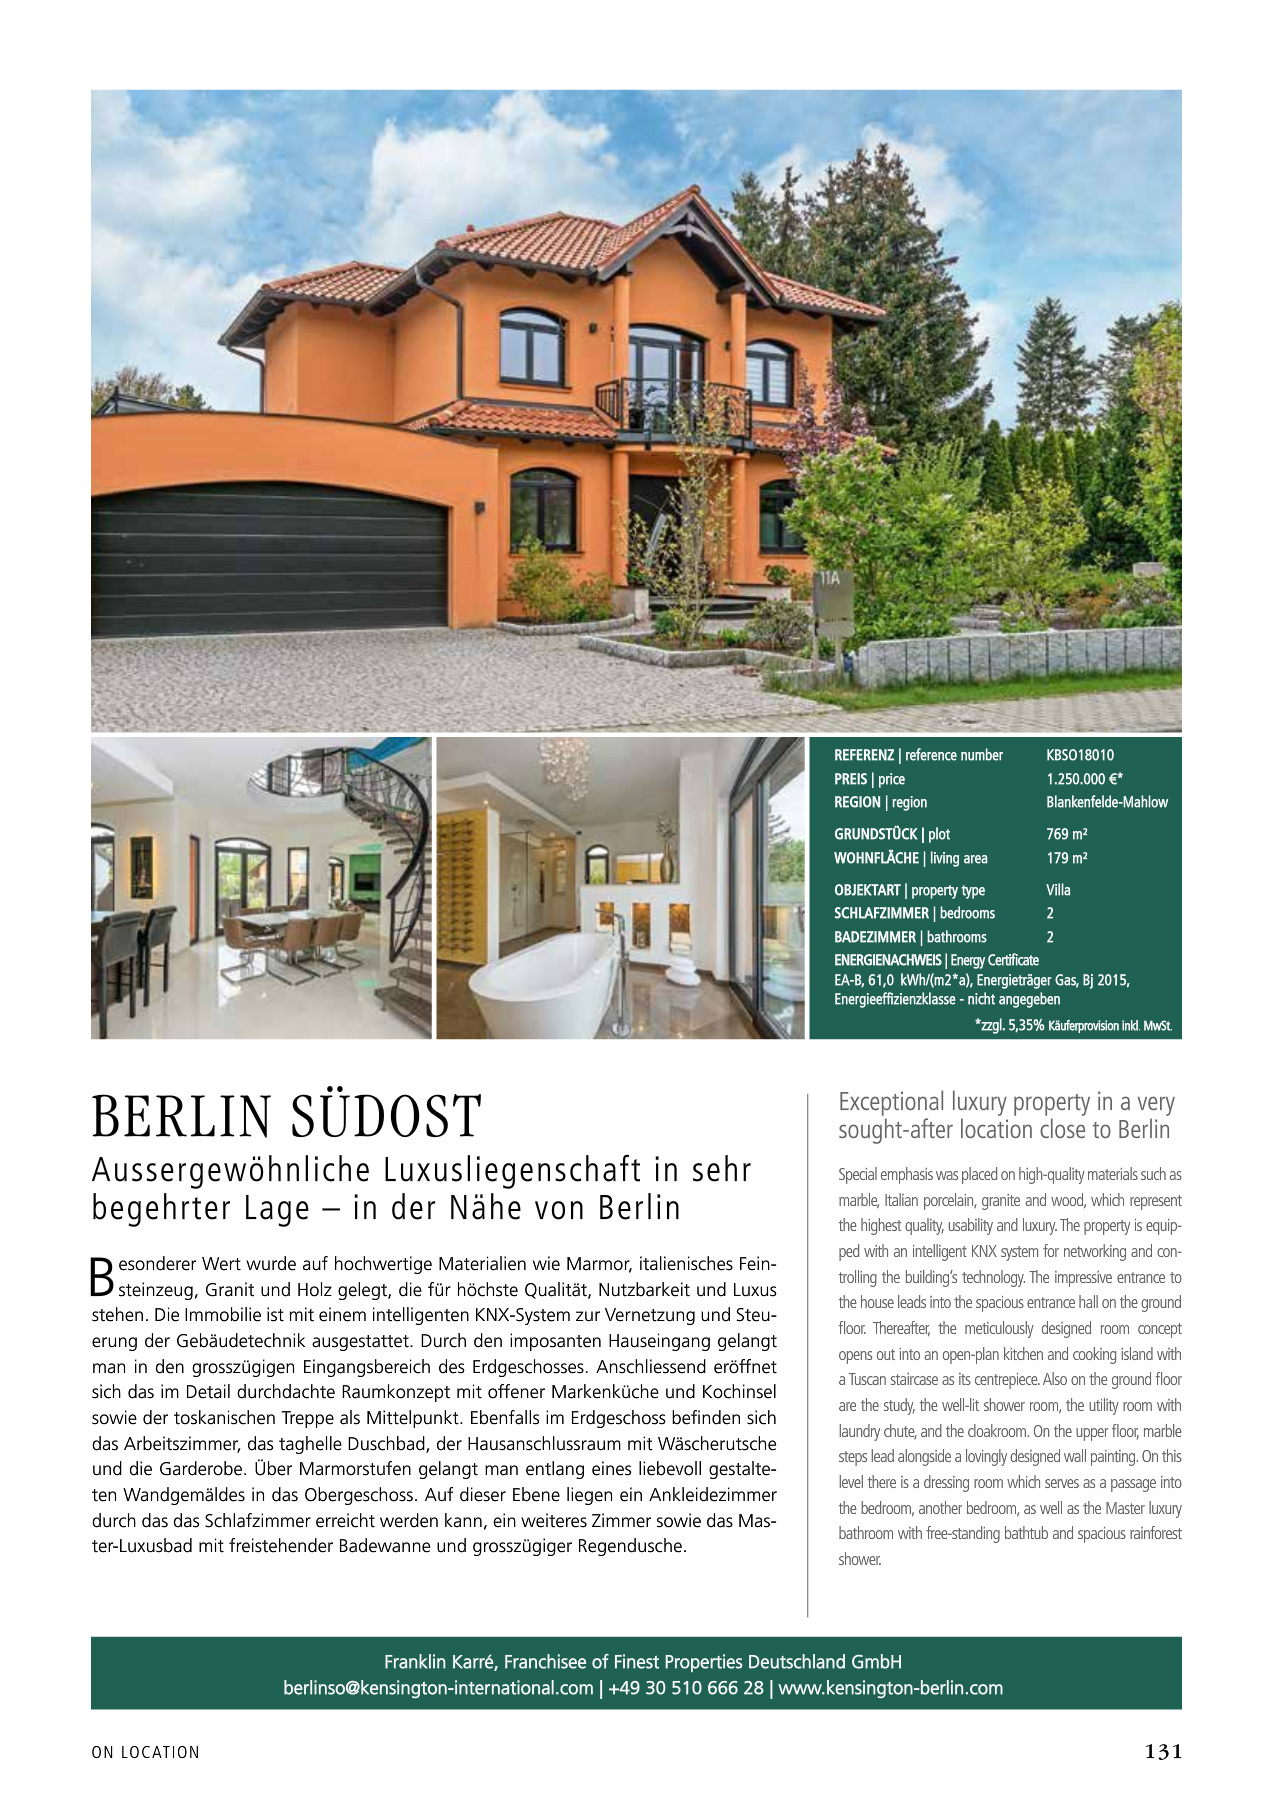 11A
REFERENZ | reference number KBSO18010
PREIS | price 1.250.000 €*
REGION | region Blankenfelde-Mahlow
GRUNDSTÜCK | plot 769 m²
WOHNFLÄCHE | living area 179 m²
OBJEKTART | property type Villa
SCHLAFZIMMER | bedrooms 2
BADEZIMMER | bathrooms 2
ENERGIENACHWEIS | Energy Certificate
EA-B, 61,0 kWh/(m2*a), Energieträger Gas, Bj 2015,
Energieeffizienzklasse - nicht angegeben
*zzgl. 5,35% Käuferprovision inkl. MwSt.
BERLIN SÜDOST
Aussergewöhnliche Luxusliegenschaft in sehr
begehrter Lage – in der Nähe von Berlin
Besonderer Wert wurde auf hochwertige Materialien wie Marmor, italienisches Fein-
steinzeug, Granit und Holz gelegt, die für höchste Qualität, Nutzbarkeit und Luxus
stehen. Die Immobilie ist mit einem intelligenten KNX-System zur Vernetzung und Steu-
erung der Gebäudetechnik ausgestattet. Durch den imposanten Hauseingang gelangt
man in den grosszügigen Eingangsbereich des Erdgeschosses. Anschliessend eröffnet
sich das im Detail durchdachte Raumkonzept mit offener Markenküche und Kochinsel
sowie der toskanischen Treppe als Mittelpunkt. Ebenfalls im Erdgeschoss befinden sich
das Arbeitszimmer, das taghelle Duschbad, der Hausanschlussraum mit Wäscherutsche
und die Garderobe. Über Marmorstufen gelangt man entlang eines liebevoll gestalte-
ten Wandgemäldes in das Obergeschoss. Auf dieser Ebene liegen ein Ankleidezimmer
durch das das Schlafzimmer erreicht werden kann, ein weiteres Zimmer sowie das Mas-
ter-Luxusbad mit freistehender Badewanne und grosszügiger Regendusche.
Exceptional luxury property in a very
sought-after location close to Berlin
Special emphasis was placed on high-quality materials such as
marble, Italian porcelain, granite and wood, which represent
the highest quality, usability and luxury. The property is equip-
ped with an intelligent KNX system for networking and con-
trolling the building's technology. The impressive entrance to
the house leads into the spacious entrance hall on the ground
floor. Thereafter, the meticulously designed room concept
opens out into an open-plan kitchen and cooking island with
a Tuscan staircase as its centrepiece. Also on the ground floor
are the study, the well-lit shower room, the utility room with
laundry chute, and the cloakroom. On the upper floor, marble
steps lead alongside a lovingly designed wall painting. On this
level there is a dressing room which serves as a passage into
the bedroom, another bedroom, as well as the Master luxury
bathroom with free-standing bathtub and spacious rainforest
shower.
Franklin Karré, Franchisee of Finest Properties Deutschland GmbH
berlinso@kensington-international.com | +49 30 510 666 28 | www.kensington-berlin.com
ON LOCATION 131